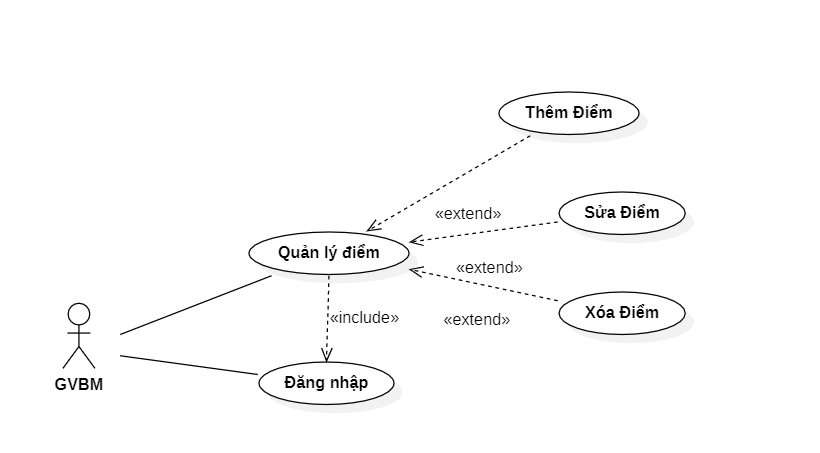 Thêm Điểm
«extend»
Sửa Điểm
Quản lý điểm
«extend»
«include»
«extend»
Xóa Điểm
GVBM
Đăng nhập